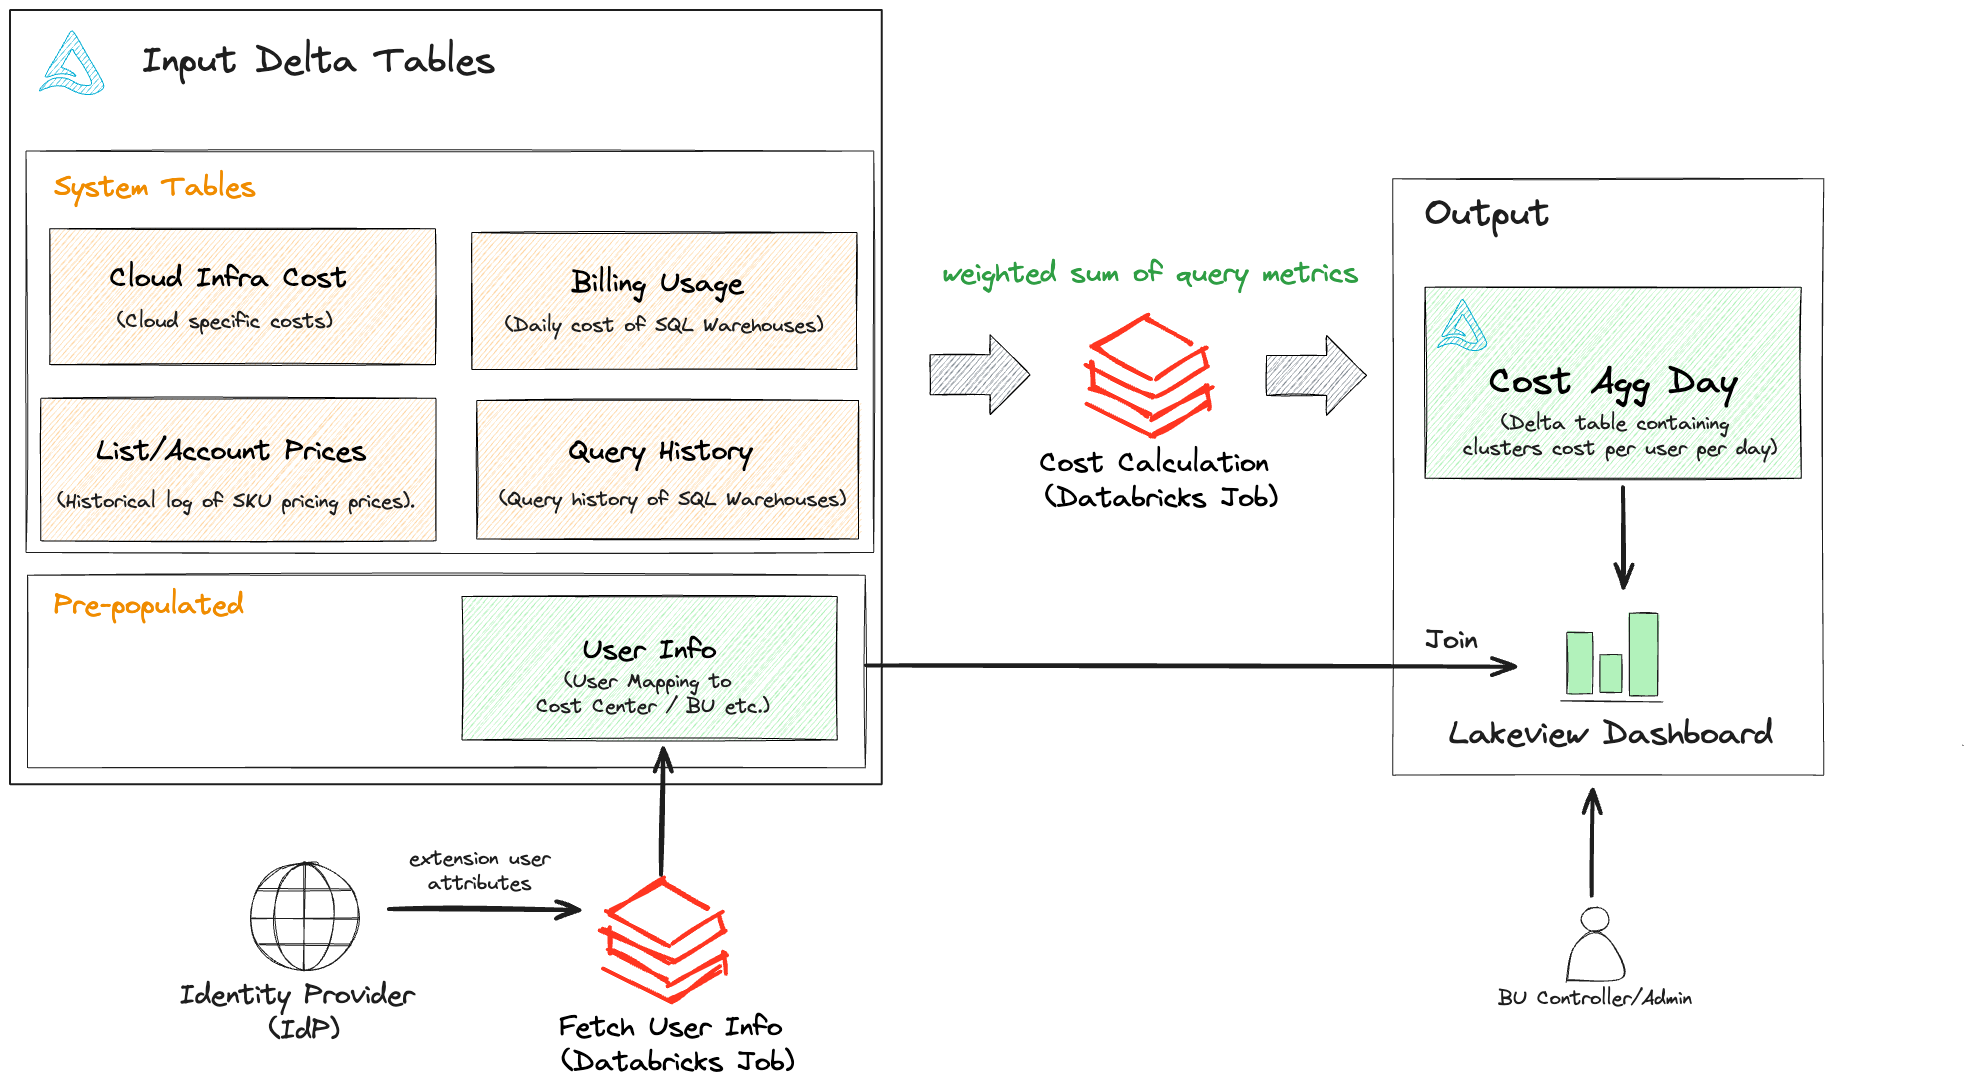 Input Delta Tables
System Tables
Cloud Infra Cost
(Cloud specific costs)
Billing Usage
(Daily cost of SQL Warehouses)
List/Account Prices
(Historical log of SKU pricing prices).
Query History
(Query history of SQL Warehouses)
Pre-populated
User Info
(User Mapping to
Cost Center / BU etc.)
extension user
attributes
Identity Provider
(IdP)
Fetch User Info
(Databricks Job)
weighted sum of query metrics
Cost Calculation
(Databricks Job)
Output
Cost Agg Day
(Delta table containing
clusters cost per user per day)
Join
Lakeview Dashboard
BU Controller/Admin